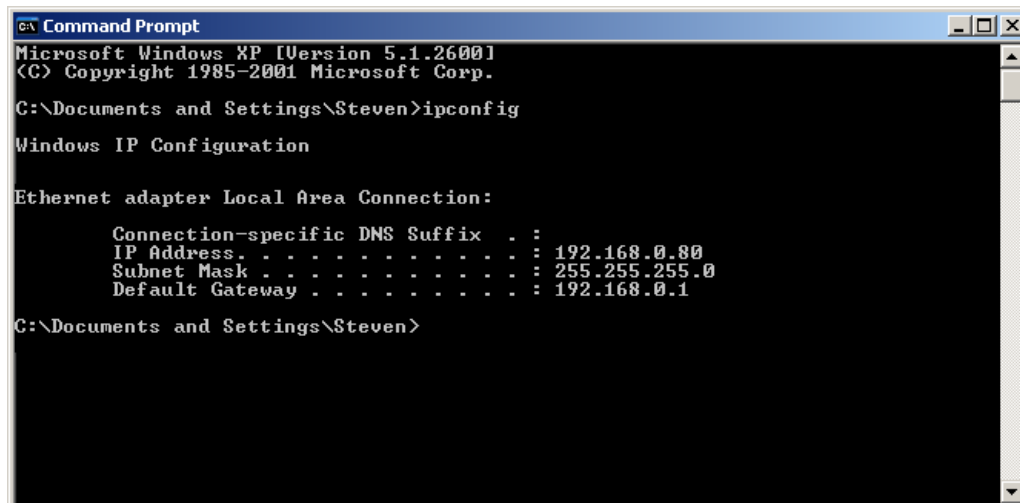 Command Prompt
Microsoft Windows XP [Version 5.1.2600]
(C) Copyright 1985-2001 Microsoft Corp.
C:\Documents and Settings\Steven>ipconfig
Windows IP Configuration
Ethernet adapter Local Area Connection:
Connection-specific DNS Suffix . :
IP Address. . . . . . . . . . . . : 192.168.0.80
Subnet Mask . . . . . . . . . . . : 255.255.255.0
Default Gateway . . . . . . . . . : 192.168.0.1
C:\Documents and Settings\Steven>